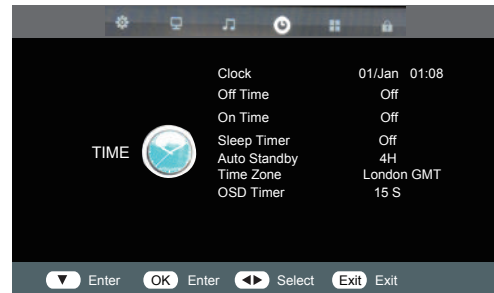 Clock 01/Jan 01:08
Off Time Off
On Time Off
Sleep Timer Off
TIME
Auto Standby 4H
Time Zone London GMT
OSD Timer 15 S
▼ Enter OK Enter ◀▶ Select Exit Exit